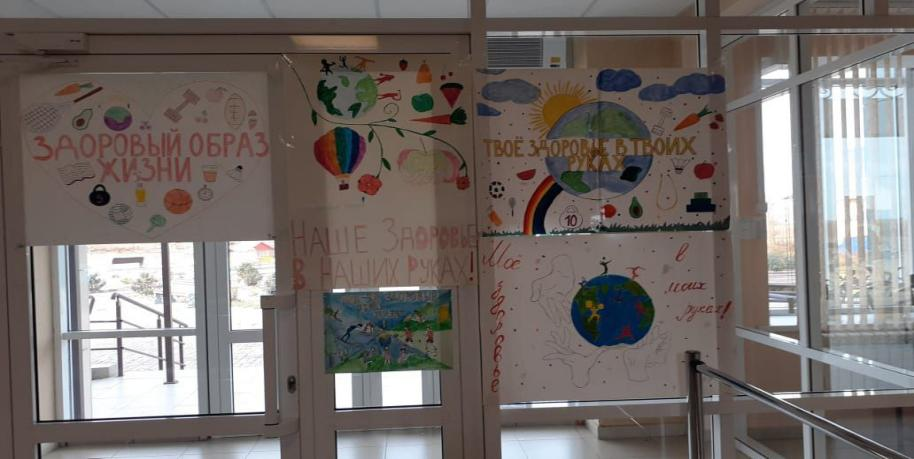 ЗДОРОВЫЙ ОБРАЗ
ЖИЗНИ
НАШЕ ЗДОРОВЬЕ
В НАШИХ РУКАХ!
ТВОЁ ЗДОРОВЬЕ В ТВОИХ
РУКАХ
10
Моё здоровье
в
моих
руках!